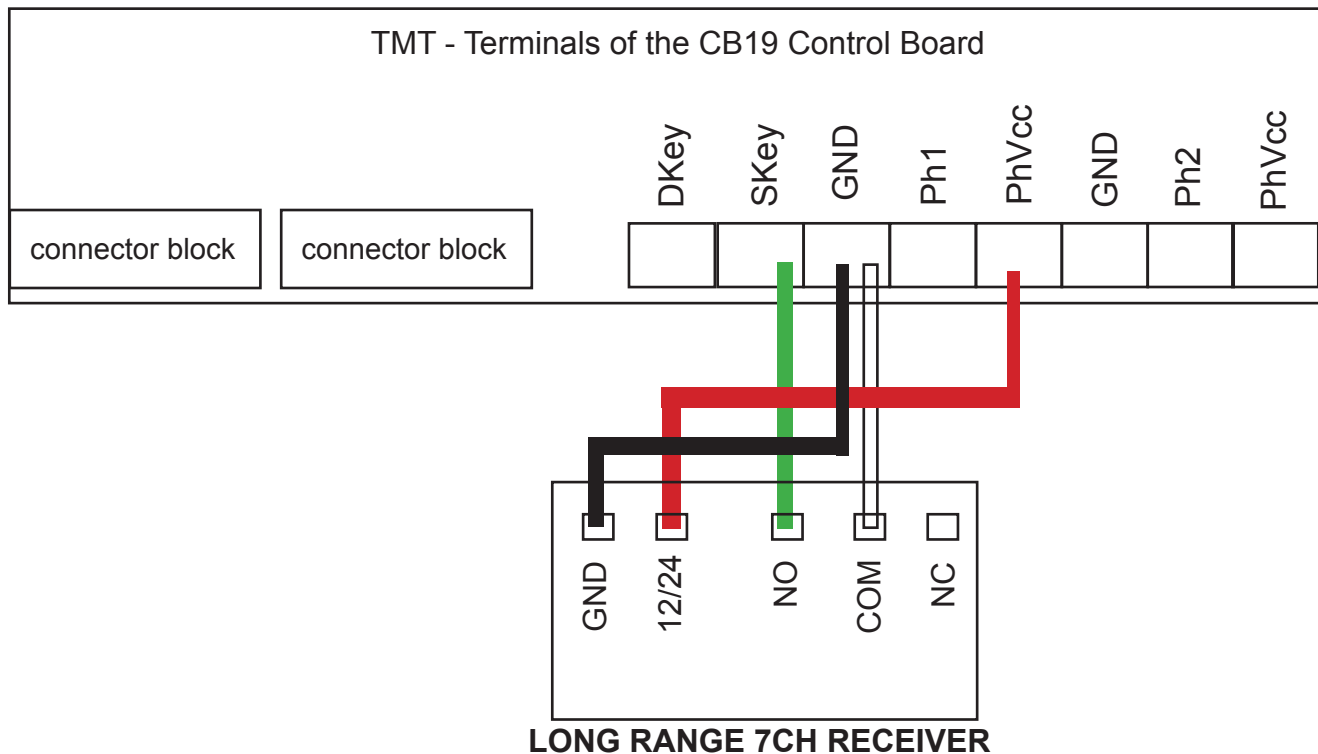 TMT - Terminals of the CB19 Control Board
DKey
SKey
GND
Ph1
PhVcc
GND
Ph2
PhVcc
connector block
connector block
GND
12/24
NO
COM
NC
LONG RANGE 7CH RECEIVER